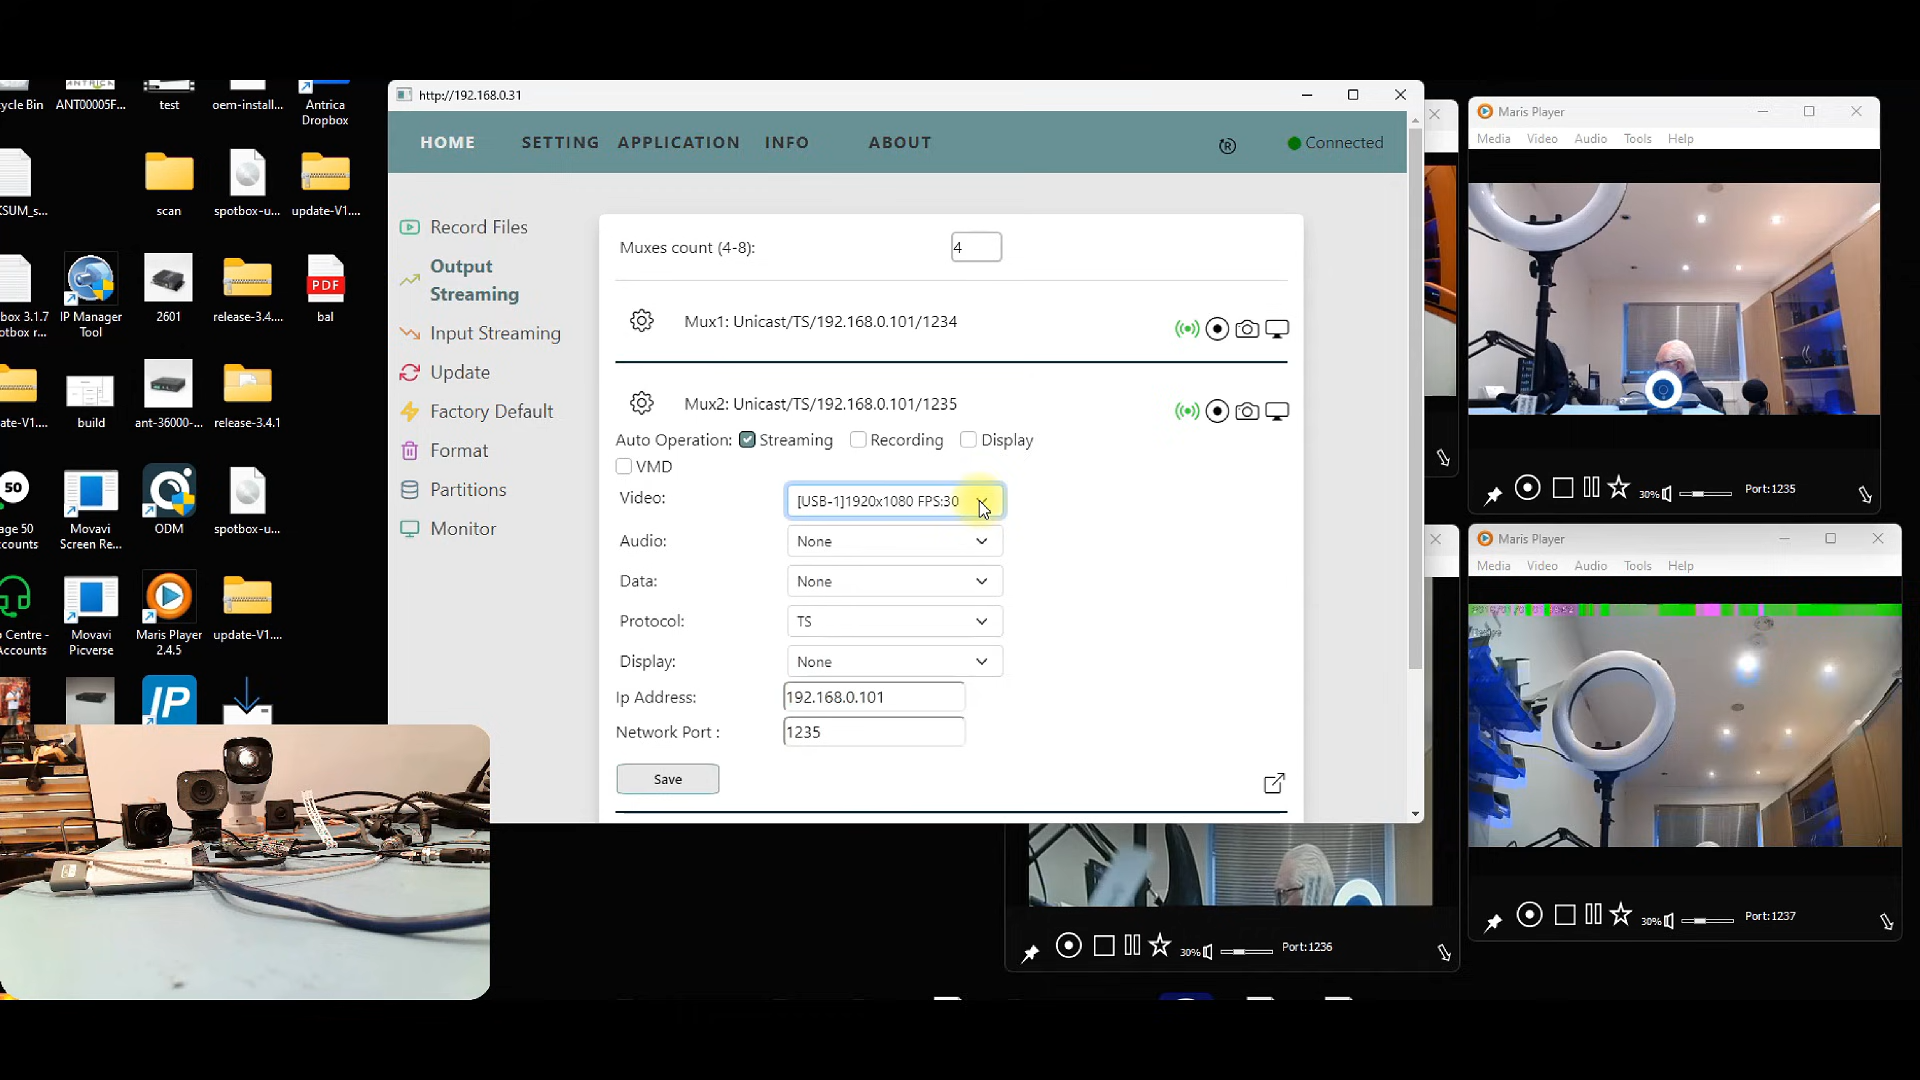 cycle Bin
ANT00005F...
test
oem-install...
Antrica
Dropbox
KSUM_s...
scan
spotbox-u...
update-V1....
box 3.1.7
IP Manager
Tool
2601
release-3.4....
PDF
bal
build
ant-36000-...
release-3.4.1
50
age 50
Accounts
Movavi
Screen Re...
ODM
spotbox-u...
Centre -
Accounts
Movavi
Picverse
Maris Player
2.4.5
update-V1....
IP
http://192.168.0.31
HOME SETTING APPLICATION INFO ABOUT
R
Connected
Record Files
Output
Streaming
Input Streaming
Update
Factory Default
Format
Partitions
Monitor
Muxes count (4-8): 4
Mux1: Unicast/TS/192.168.0.101/1234
Mux2: Unicast/TS/192.168.0.101/1235
Auto Operation: Streaming Recording Display
VMD
Video: [USB-1]1920x1080 FPS:30
Audio: None
Data: None
Protocol: TS
Display: None
Ip Address: 192.168.0.101
Network Port : 1235
Save
Maris Player
Media Video Audio Tools Help
30% Port:1235
Maris Player
Media Video Audio Tools Help
30% Port:1237
30% Port:1236